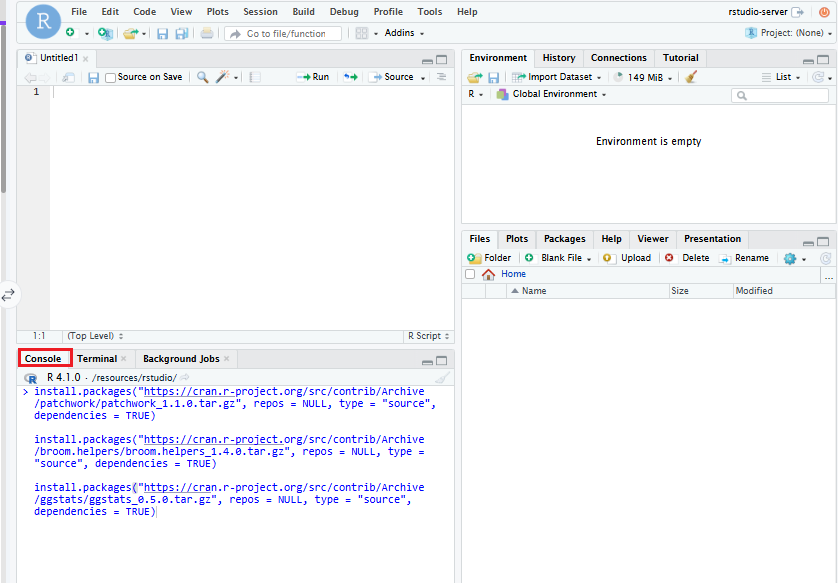 R
File Edit Code View Plots Session Build Debug Profile Tools Help
rstudio-server
Go to file/function
Addins
Project: (None)
Untitled1
Source on Save
Run
Source
1
1:1
(Top Level)
R Script
Console
Terminal
Background Jobs
R R 4.1.0 · /resources/rstudio/
> install.packages("https://cran.r-project.org/src/contrib/Archive
/patchwork/patchwork_1.1.0.tar.gz", repos = NULL, type = "source",
dependencies = TRUE)
install.packages("https://cran.r-project.org/src/contrib/Archive
/broom.helpers/broom.helpers_1.4.0.tar.gz", repos = NULL, type =
"source", dependencies = TRUE)
install.packages("https://cran.r-project.org/src/contrib/Archive
/ggstats/ggstats_0.5.0.tar.gz", repos = NULL, type = "source",
dependencies = TRUE)
Environment History Connections Tutorial
Import Dataset
149 MiB
List
R
Global Environment
Environment is empty
Files Plots Packages Help Viewer Presentation
Folder
Blank File
Upload
Delete
Rename
Home
...
Name
Size
Modified